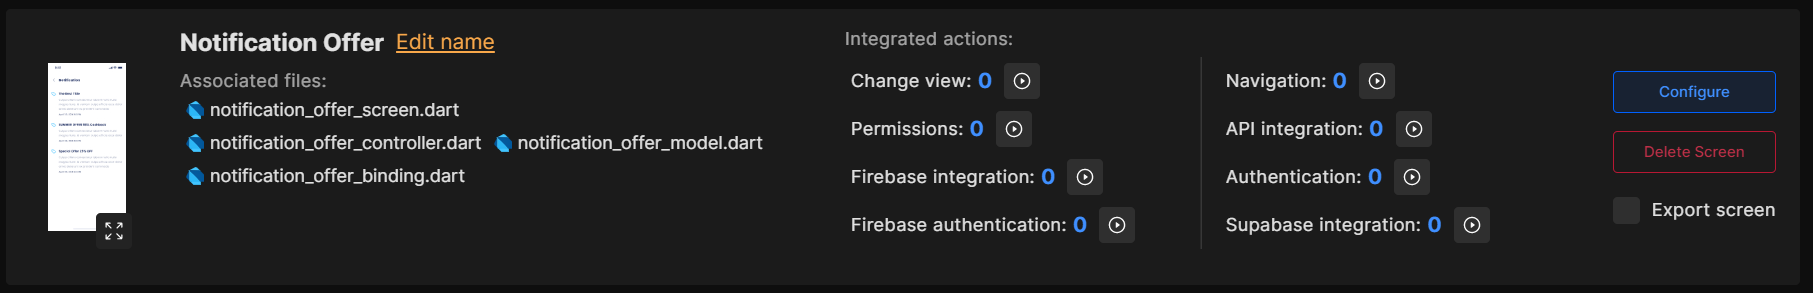 Notification Offer Edit name
Associated files:
notification_offer_screen.dart
notification_offer_controller.dart notification_offer_model.dart
notification_offer_binding.dart
Notification
Integrated actions:
Change view: 0
Permissions: 0
Firebase integration: 0
Firebase authentication: 0
Navigation: 0
API integration: 0
Authentication: 0
Supabase integration: 0
Configure
Delete Screen
Export screen